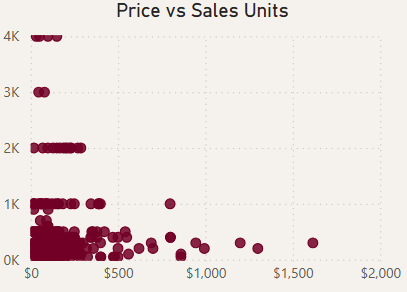 Price vs Sales Units
4K
3K
2K
1K
0K
$0 $500 $1,000 $1,500 $2,000